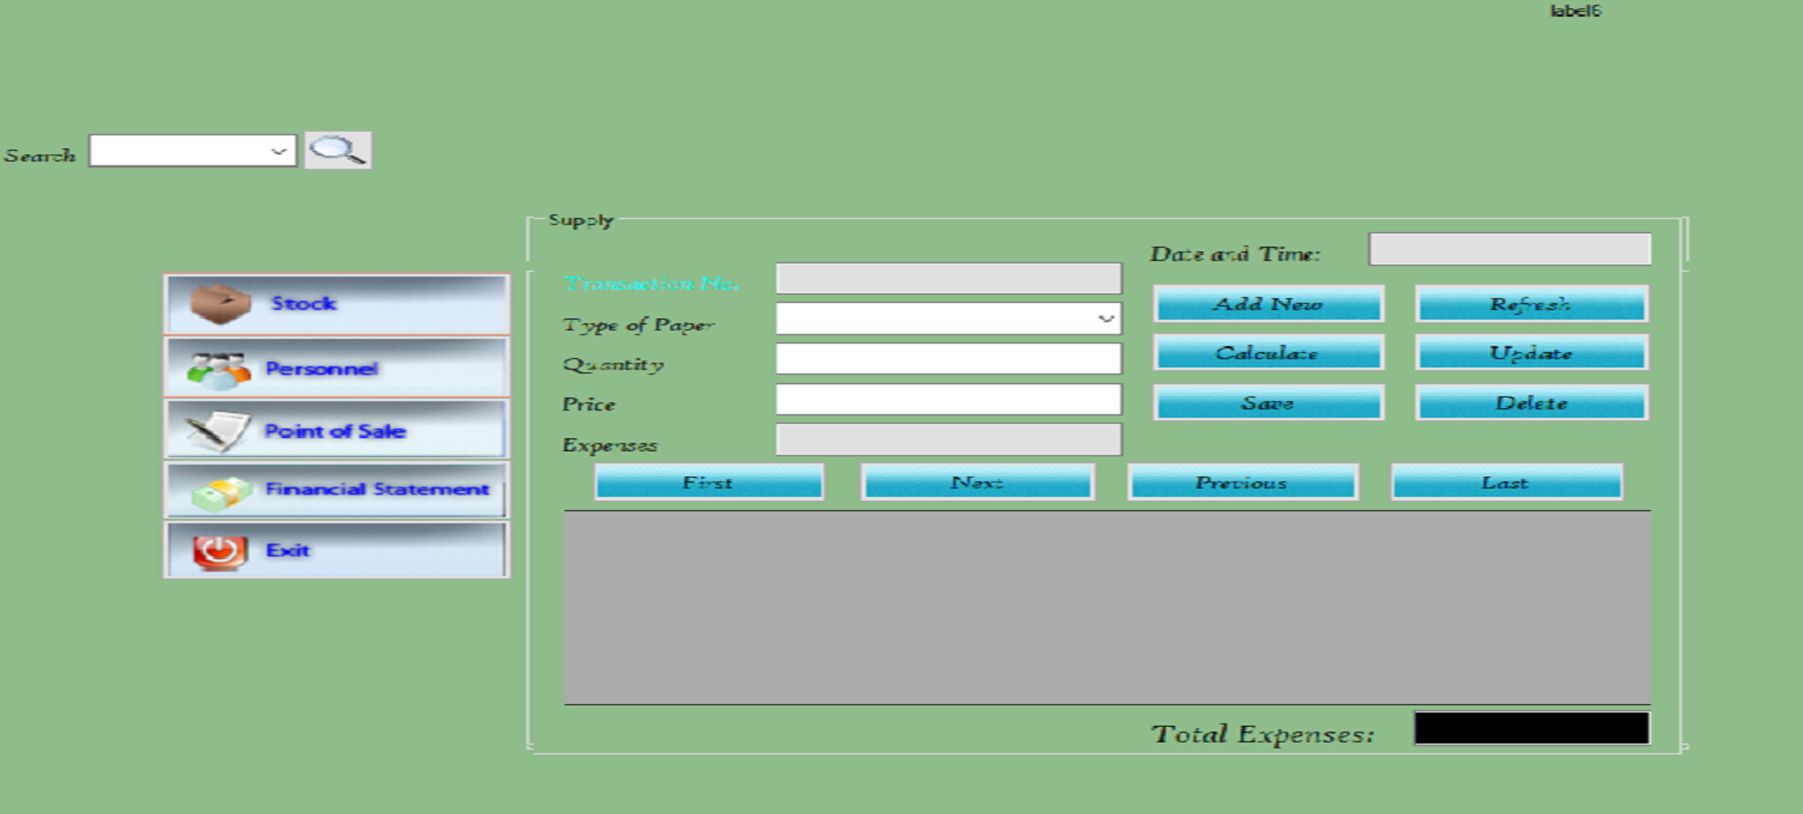 label6
Search
Supply
Date and Time:
Transaction No.
Type of Paper
Quantity
Price
Expenses
Add New
Refresh
Calculate
Update
Save
Delete
First
Next
Previous
Last
Stock
Personnel
Point of Sale
Financial Statement
Exit
Total Expenses: